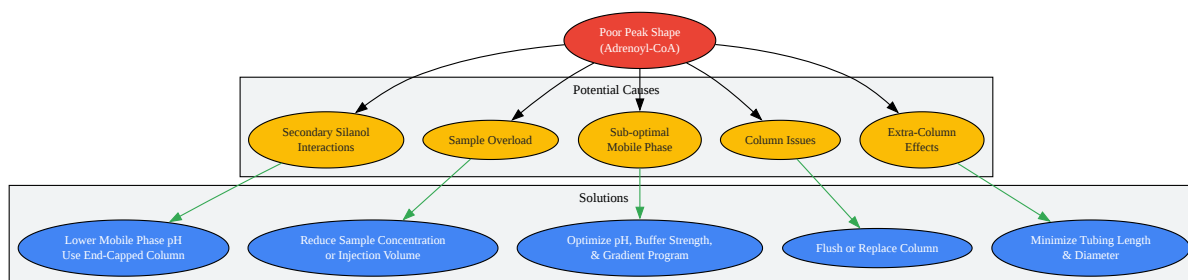 Poor Peak Shape
(Adrenoyl-CoA)
Potential Causes
Secondary Silanol
Interactions
Sample Overload
Sub-optimal
Mobile Phase
Column Issues
Extra-Column
Effects
Solutions
Lower Mobile Phase pH
Use End-Capped Column
Reduce Sample Concentration
or Injection Volume
Optimize pH, Buffer Strength,
& Gradient Program
Flush or Replace Column
Minimize Tubing Length
& Diameter